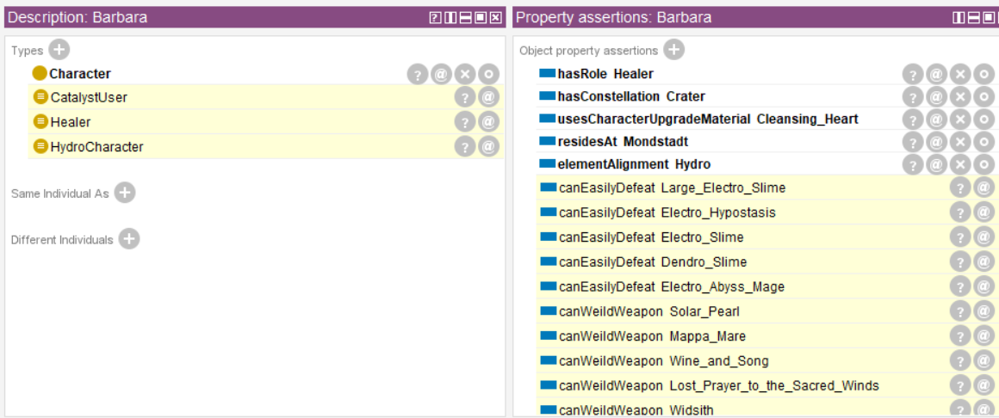 Description: Barbara
Types
Character
CatalystUser
Healer
HydroCharacter
Same Individual As
Different Individuals
Property assertions: Barbara
Object property assertions
hasRole Healer
hasConstellation Crater
usesCharacterUpgradeMaterial Cleansing_Heart
residesAt Mondstadt
elementAlignment Hydro
canEasilyDefeat Large_Electro_Slime
canEasilyDefeat Electro_Hypostasis
canEasilyDefeat Electro_Slime
canEasilyDefeat Dendro_Slime
canEasilyDefeat Electro_Abyss_Mage
canWeildWeapon Solar_Pearl
canWeildWeapon Mappa_Mare
canWeildWeapon Wine_and_Song
canWeildWeapon Lost_Prayer_to_the_Sacred_Winds
canWeildWeapon Widsith